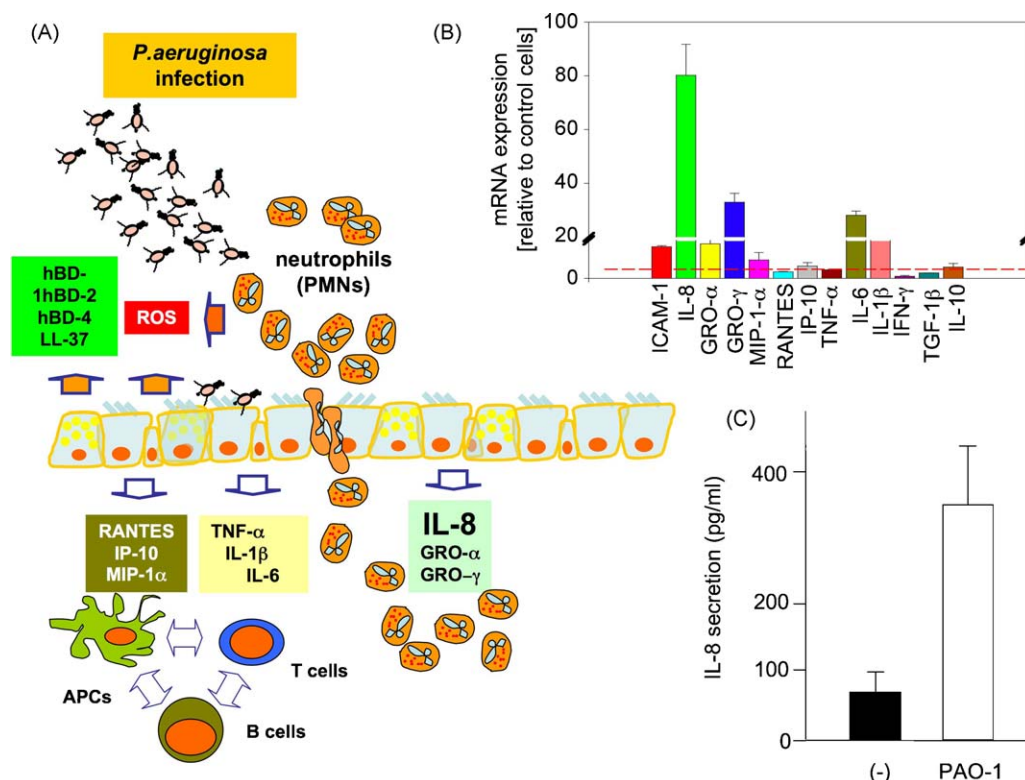 (A)
P.aeruginosa
infection
neutrophils
(PMNs)
hBD-
1hBD-2
hBD-4
LL-37
ROS
RANTES
IP-10
MIP-1α
TNF-α
IL-1β
IL-6
IL-8
GRO-α
GRO-γ
APCs
T cells
B cells
(B)
mRNA expression
[relative to control cells]
100
80
60
40
20
0
ICAM-1
IL-8
GRO-α
GRO-γ
MIP-1-α
RANTES
IP-10
TNF-α
IL-6
IL-1β
IFN-γ
TGF-1β
IL-10
(C)
IL-8 secretion (pg/ml)
400
200
100
0
(-)
PAO-1